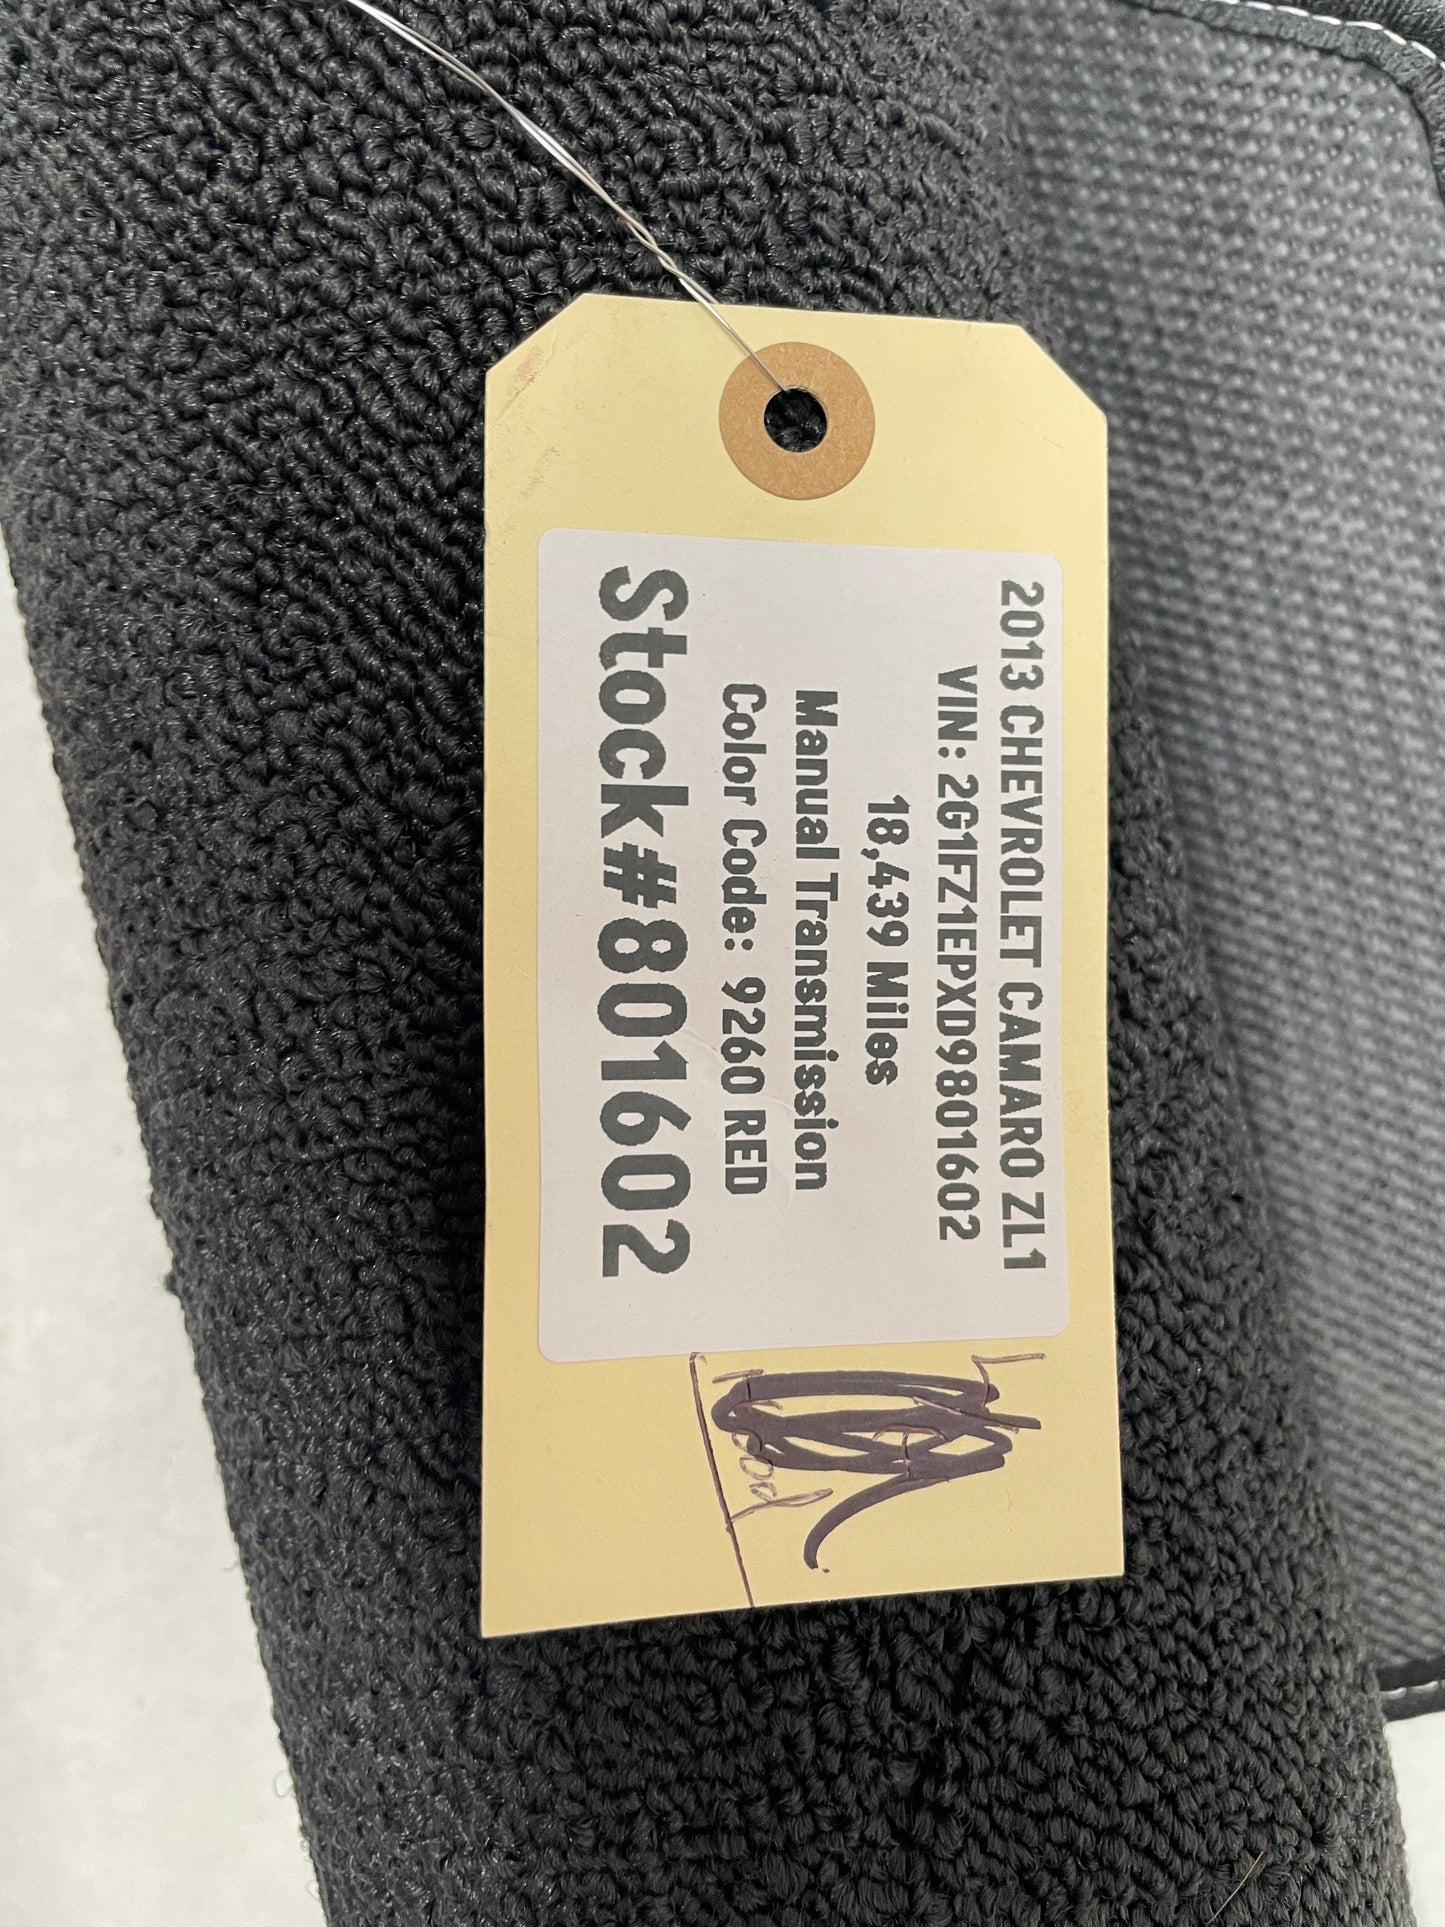 2013 CHEVROLET CAMARO ZL1
VIN: 2G1FZ1EPXD9801602
18,439 Miles
Manual Transmission
Color Code: 9260 RED
Stock#801602